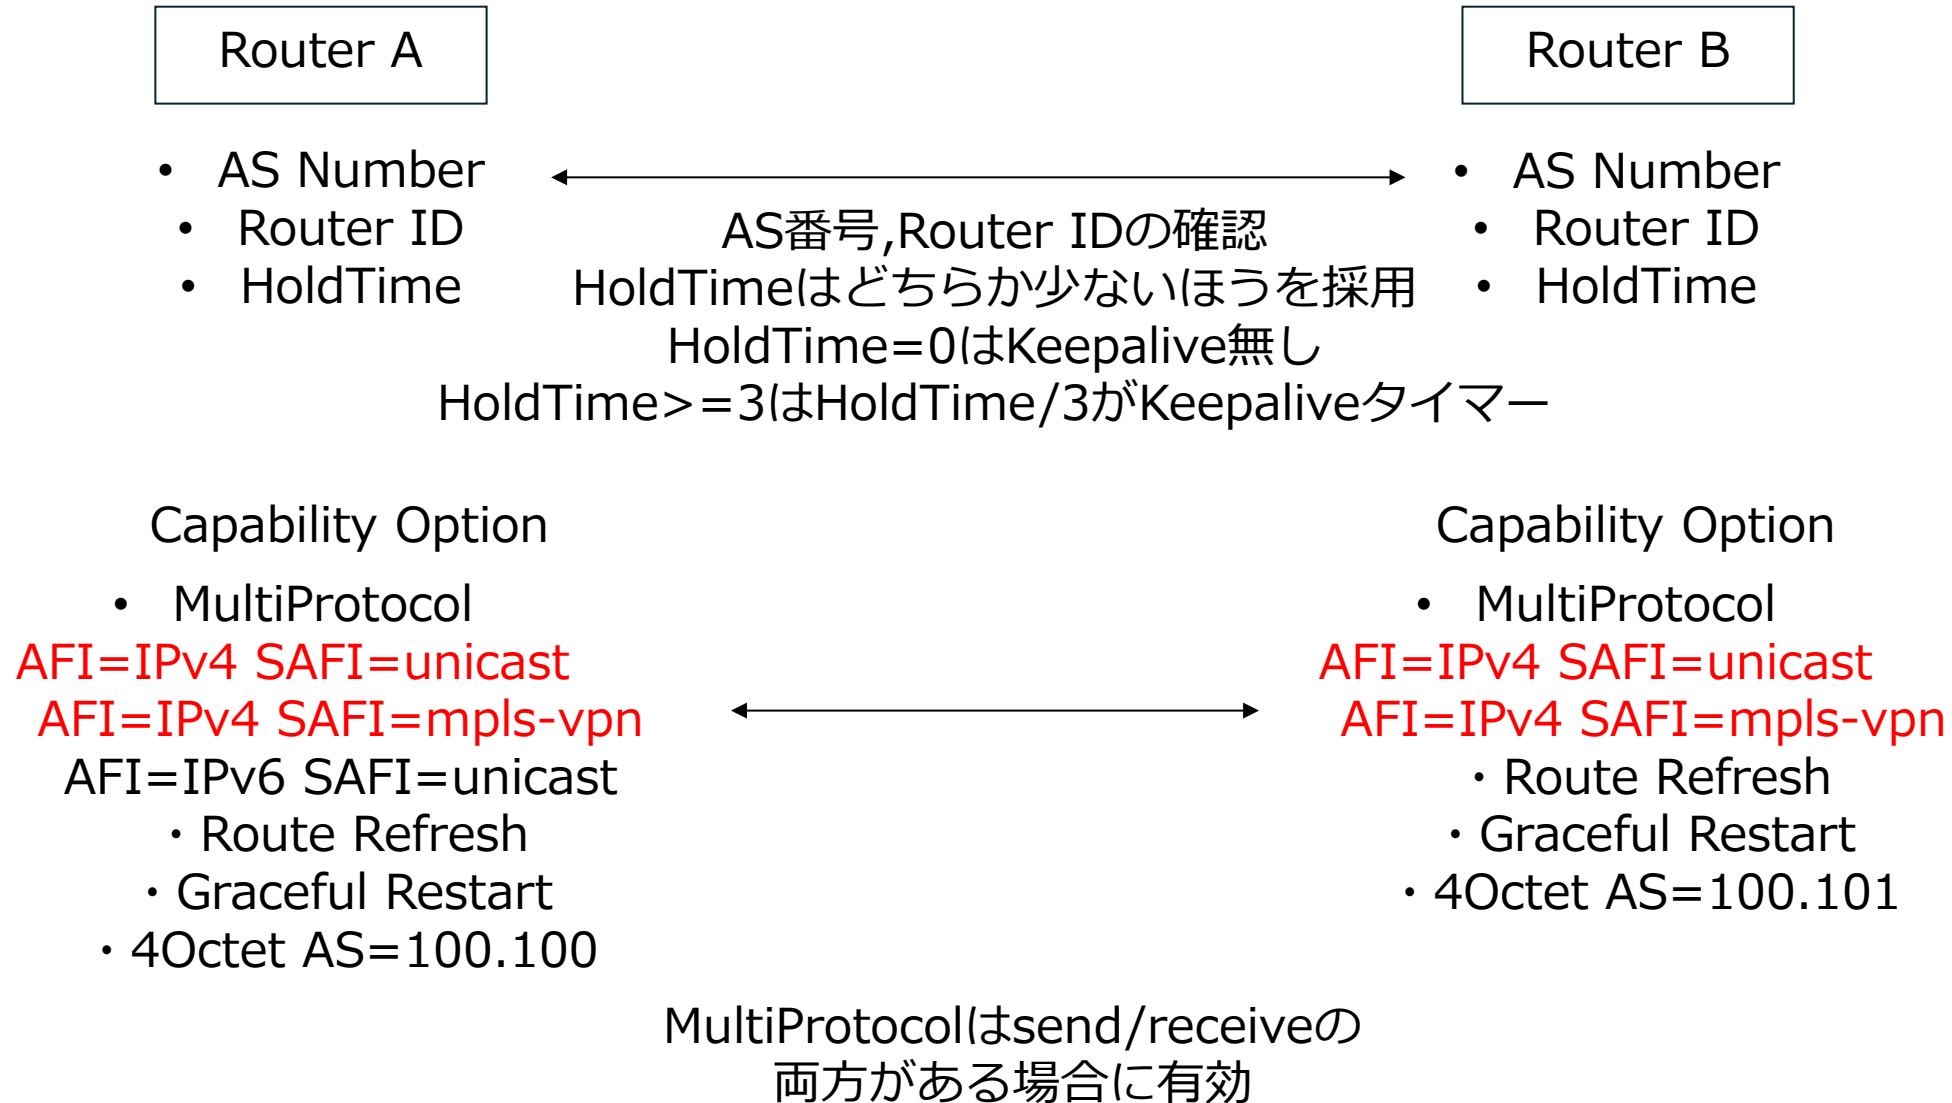 Router A
Router B
• AS Number
• Router ID
• HoldTime
AS番号,Router IDの確認
HoldTimeはどちらか少ないほうを採用
HoldTime=0はKeepalive無し
HoldTime>=3はHoldTime/3がKeepaliveタイマー
• AS Number
• Router ID
• HoldTime
Capability Option
• MultiProtocol
AFI=IPv4 SAFI=unicast
AFI=IPv4 SAFI=mpls-vpn
AFI=IPv6 SAFI=unicast
・Route Refresh
・Graceful Restart
・4Octet AS=100.100
Capability Option
• MultiProtocol
AFI=IPv4 SAFI=unicast
AFI=IPv4 SAFI=mpls-vpn
・Route Refresh
・Graceful Restart
・4Octet AS=100.101
MultiProtocolはsend/receiveの
両方がある場合に有効